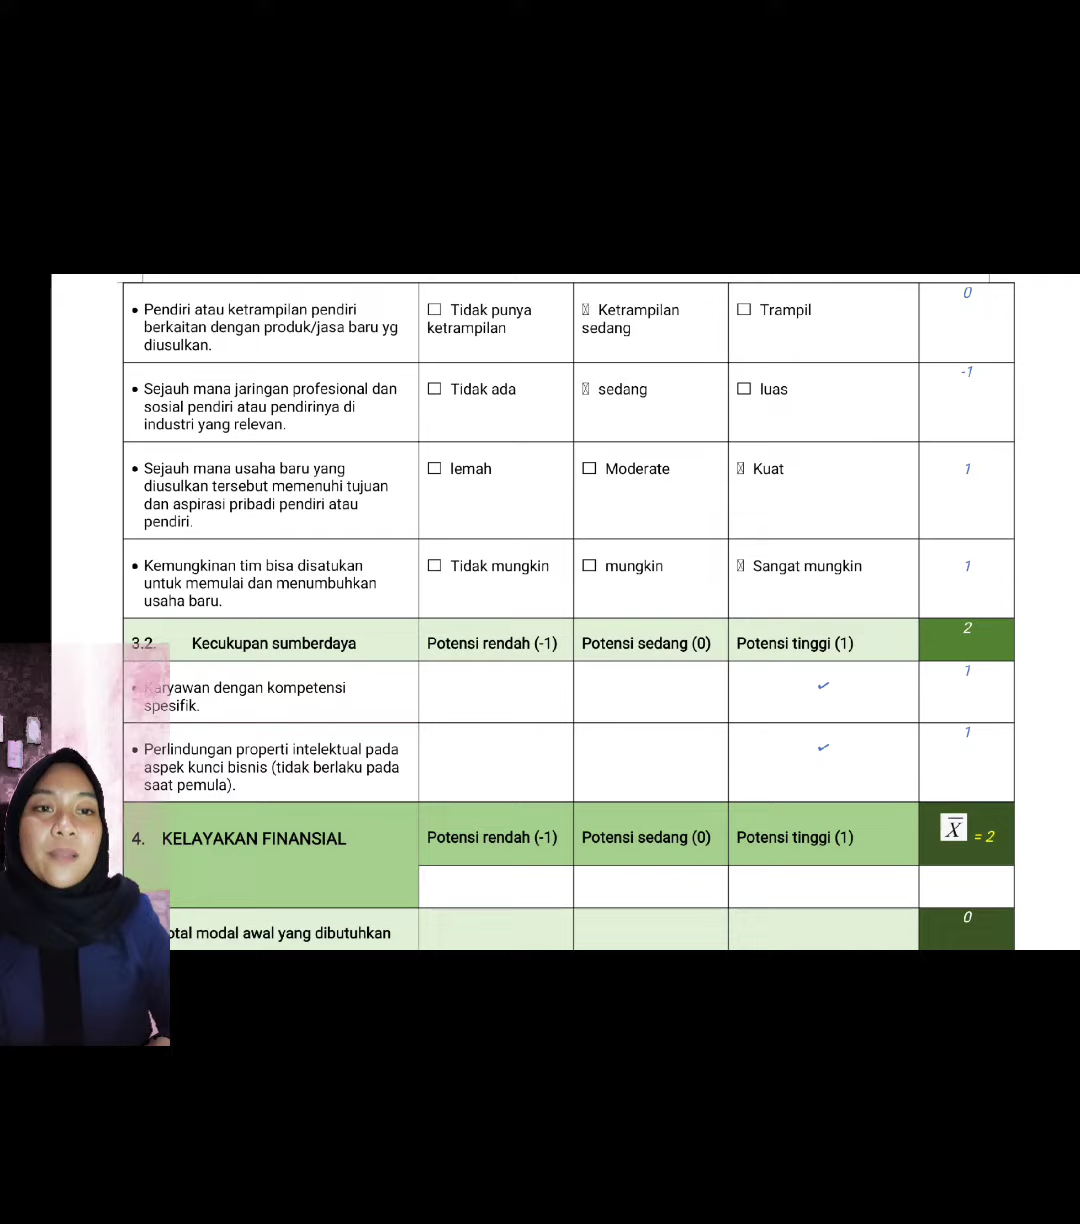 • Pendiri atau ketrampilan pendiri
berkaitan dengan produk/jasa baru yg
diusulkan.
☐ Tidak punya
ketrampilan
Ketrampilan
sedang
☐ Trampil
0
• Sejauh mana jaringan profesional dan
sosial pendiri atau pendirinya di
industri yang relevan.
☐ Tidak ada
sedang
☐ luas
-1
• Sejauh mana usaha baru yang
diusulkan tersebut memenuhi tujuan
dan aspirasi pribadi pendiri atau
pendiri.
☐ lemah
☐ Moderate
Kuat
1
• Kemungkinan tim bisa disatukan
untuk memulai dan menumbuhkan
usaha baru.
☐ Tidak mungkin
☐ mungkin
Sangat mungkin
1
3.2. Kecukupan sumberdaya
Potensi rendah (-1)
Potensi sedang (0)
Potensi tinggi (1)
2
• Karyawan dengan kompetensi
spesifik.
✓
1
• Perlindungan properti intelektual pada
aspek kunci bisnis (tidak berlaku pada
saat pemula).
✓
1
4. KELAYAKAN FINANSIAL
Potensi rendah (-1)
Potensi sedang (0)
Potensi tinggi (1)
X̅ = 2
otal modal awal yang dibutuhkan
0